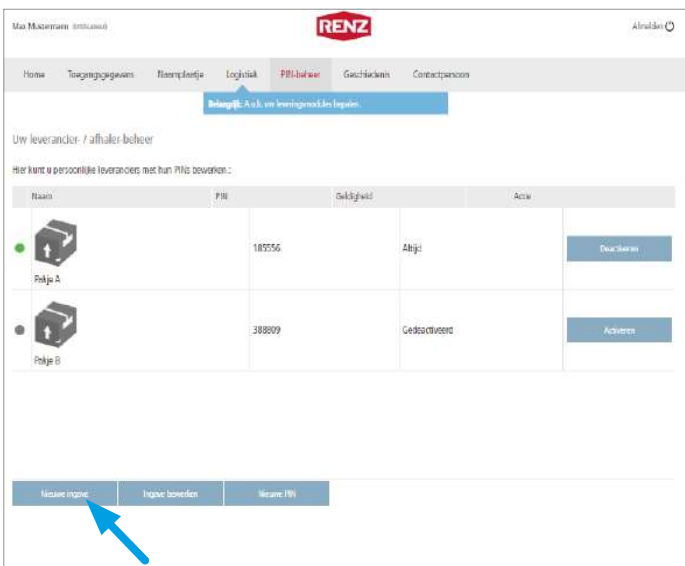 Max Mustermann
RENZ
Afmelden
Home Toegangsgegevens Naamplaatje Logistiek PIN-beheer Geschiedenis Contactpersoon
Belangrijk: A.u.b. uw leveringsmodules bepalen.
Uw leverancier- / afhaler-beheer
Hier kunt u persoonlijke leveranciers met hun PINs bewerken.:
Naam PIN Geldigheid Actie
185556 Altijd Deactiveren
Pakje A
388809 Gedeactiveerd Activeren
Pakje B
Nieuwe ingave Ingave bewerken Nieuwe PIN